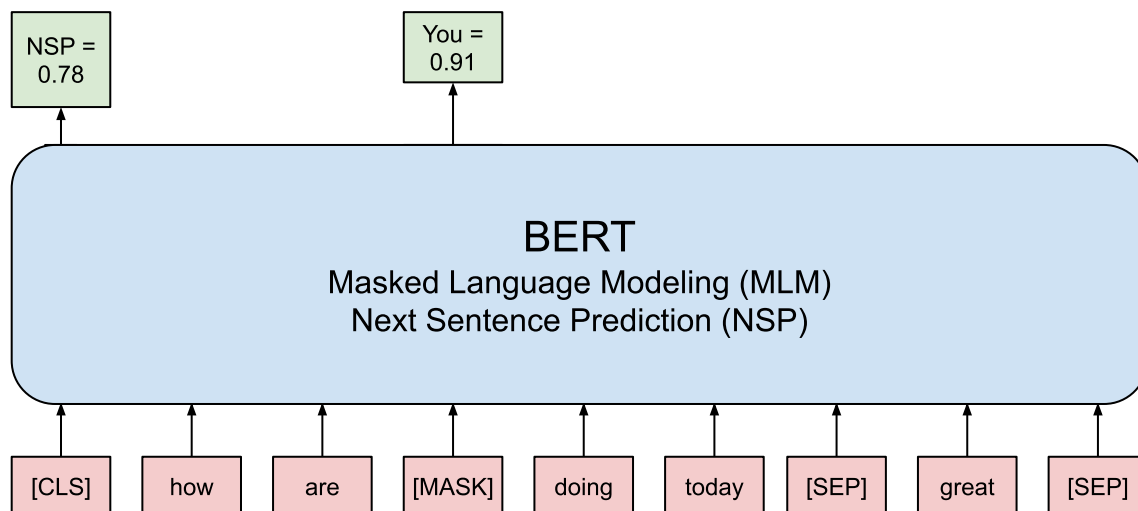 NSP =
0.78
You =
0.91
BERT
Masked Language Modeling (MLM)
Next Sentence Prediction (NSP)
[CLS] how are [MASK] doing today [SEP] great [SEP]